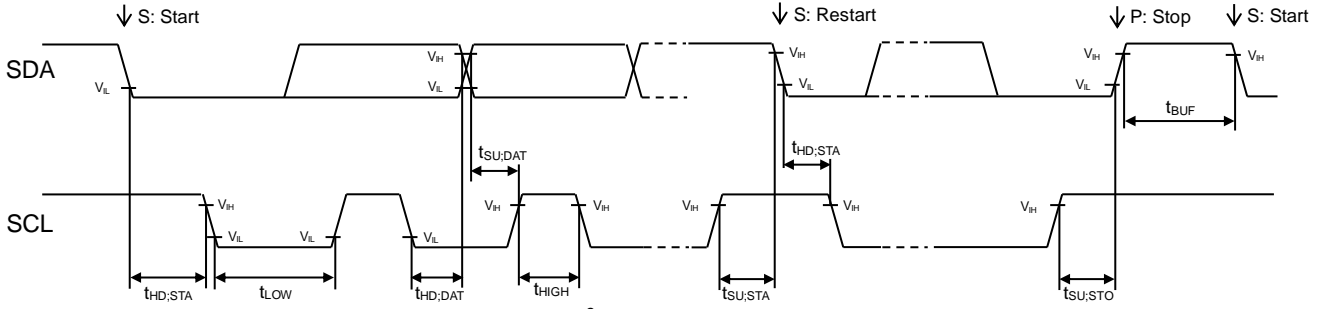 S: Start S: Restart P: Stop S: Start
SDA
V_IL V_IH V_IL V_IH V_IL V_IH V_IL V_IH
t_BUF
t_SU;DAT t_HD;STA
SCL
V_IH V_IL V_IL V_IL V_IH V_IH V_IH V_IH V_IH
t_HD;STA t_LOW t_HD;DAT t_HIGH t_SU;STA t_SU;STO